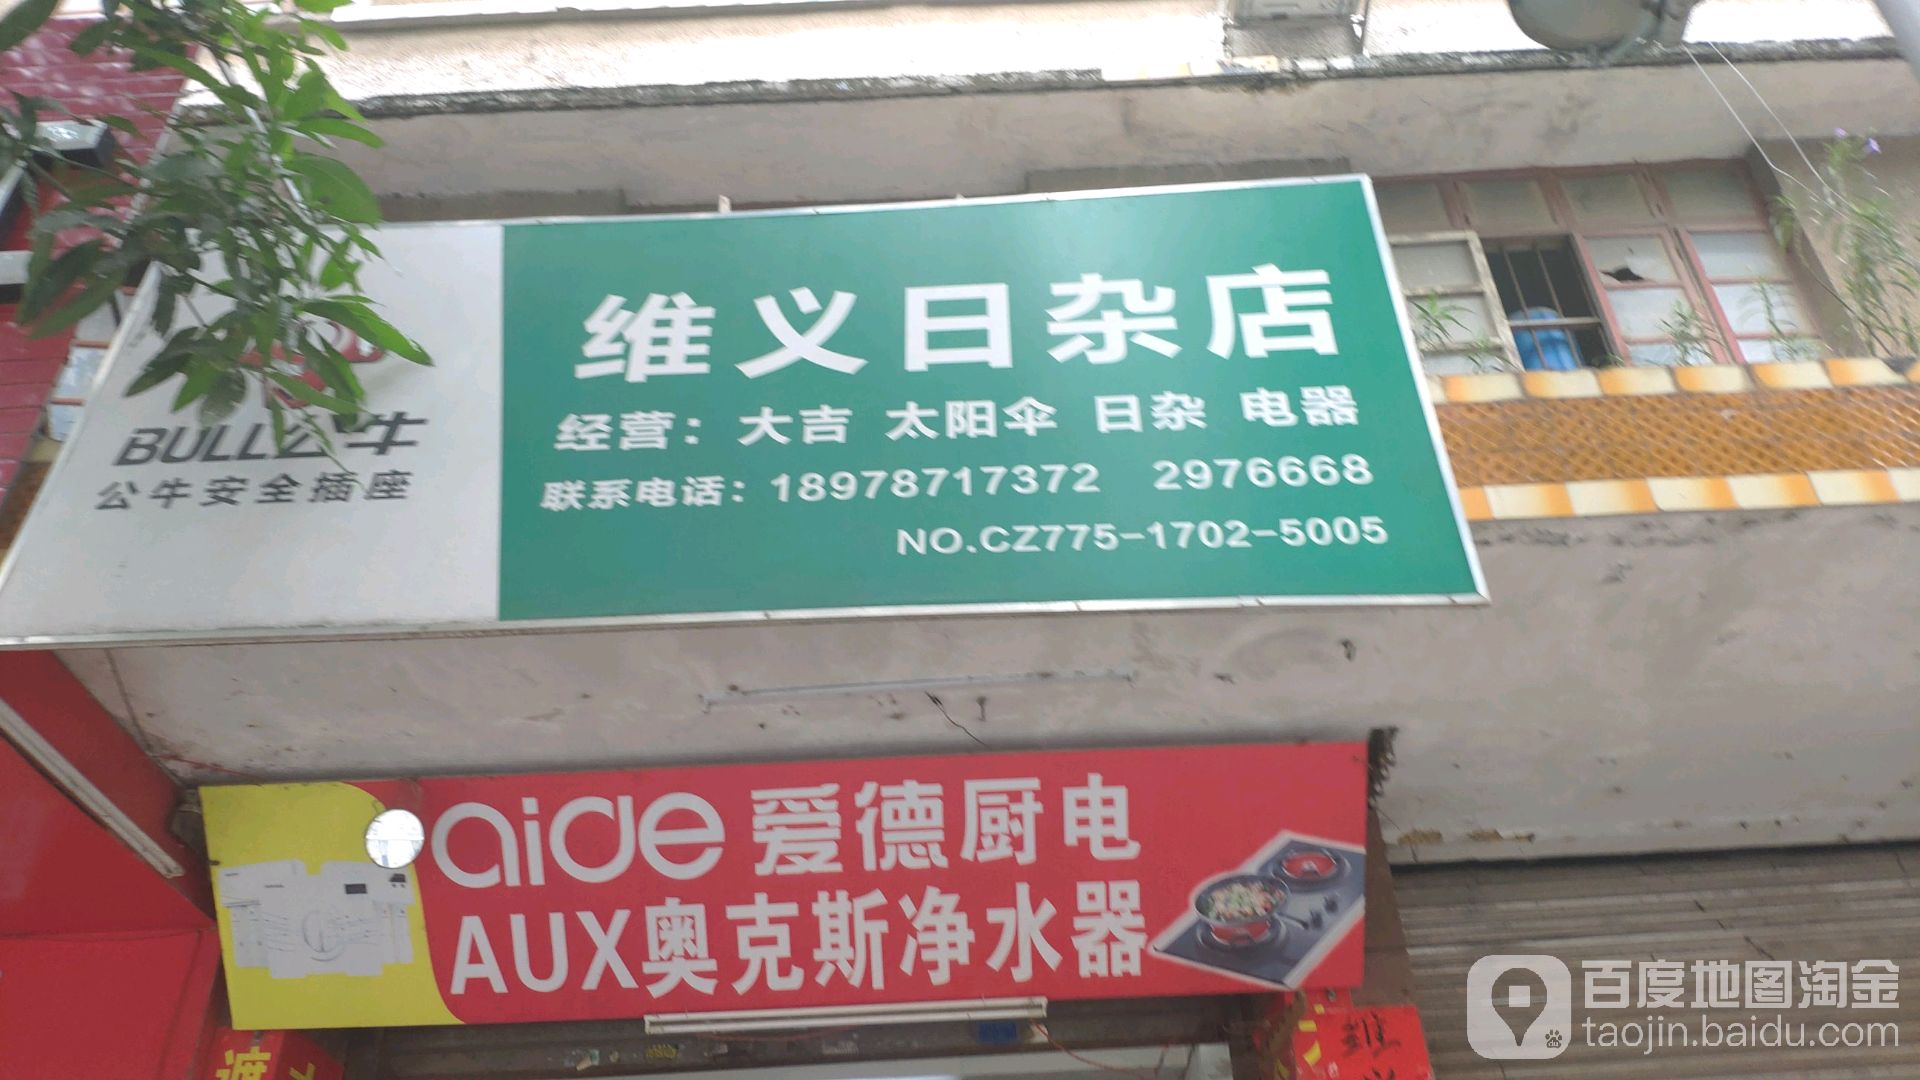 BULL公牛
公牛安全插座
维义日杂店
经营：大吉 太阳伞 日杂 电器
联系电话：18978717372 2976668
NO.CZ775-1702-5005
aide 爱德厨电
AUX奥克斯净水器
渡
维
百度地图淘金
taojin.baidu.com